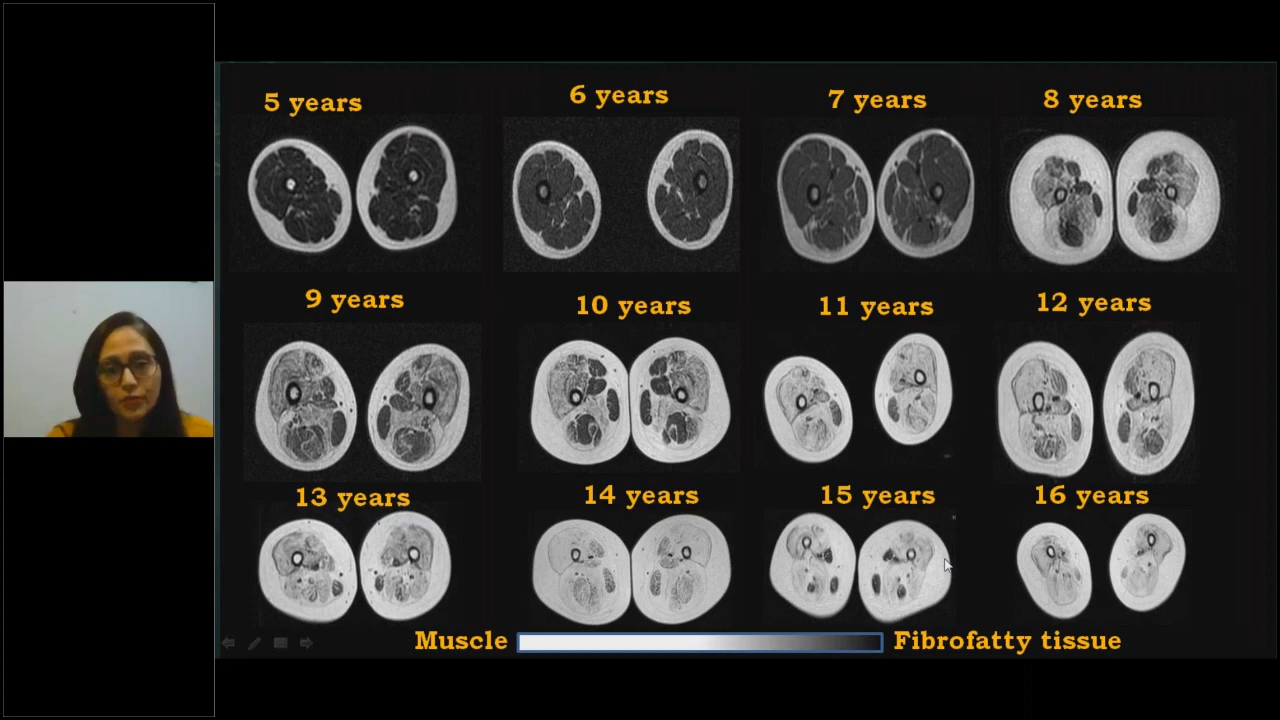 5 years
6 years
7 years
8 years
9 years
10 years
11 years
12 years
13 years
14 years
15 years
16 years
Muscle
Fibrofatty tissue